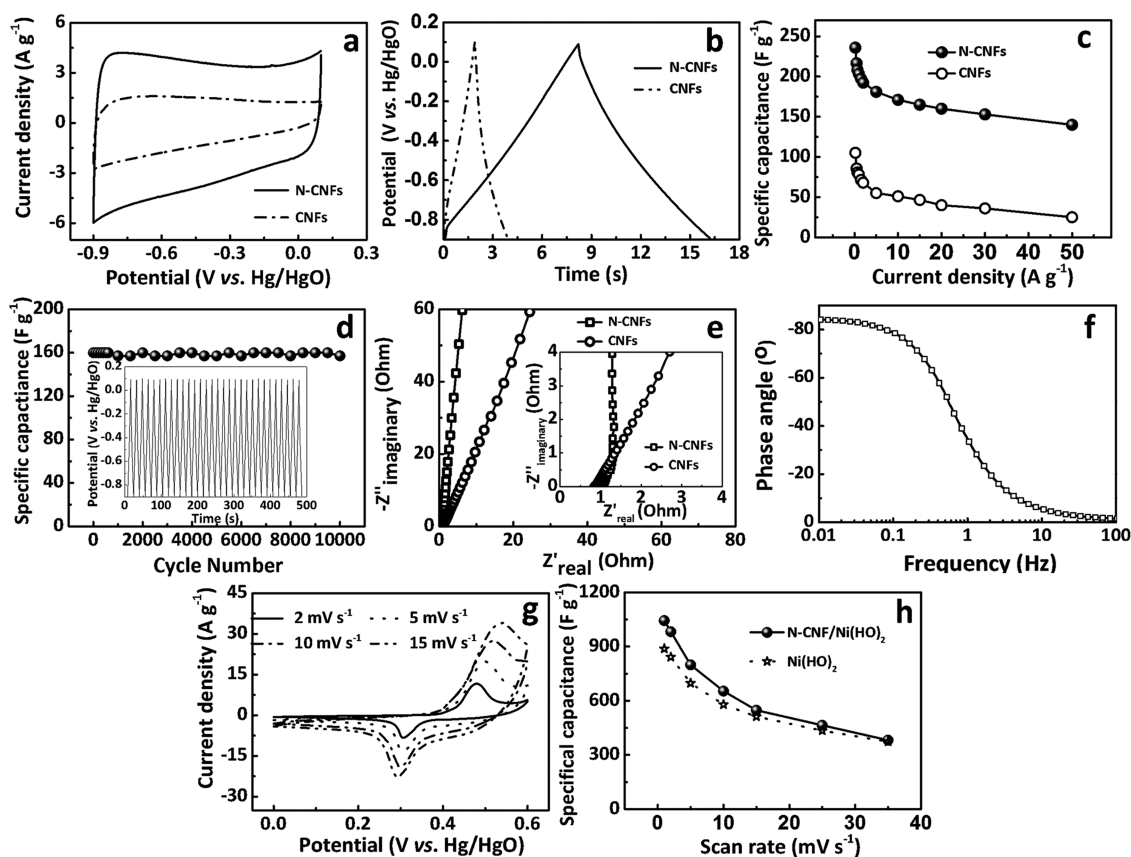 a
Current density (A g⁻¹)
6
3
0
-3
-6
N-CNFs
CNFs
-0.9 -0.6 -0.3 0.0 0.3
Potential (V vs. Hg/HgO)
b
Potential (V vs. Hg/HgO)
0.2
0.0
-0.2
-0.4
-0.6
-0.8
N-CNFs
CNFs
0 3 6 9 12 15 18
Time (s)
c
Specific capacitance (F g⁻¹)
250
200
150
100
50
0
N-CNFs
CNFs
0 10 20 30 40 50
Current density (A g⁻¹)
d
Specific capactiance (F g⁻¹)
200
160
120
80
40
0
Potential (V vs. Hg/HgO)
0.2
0.0
-0.2
-0.4
-0.6
-0.8
0 100 200 300 400 500
Time (s)
0 2000 4000 6000 8000 10000
Cycle Number
e
-Z''imaginary (Ohm)
60
40
20
0
N-CNFs
CNFs
-Z''imaginary (Ohm)
4
3
2
1
0
N-CNFs
CNFs
0 1 2 3 4
Z'real (Ohm)
0 20 40 60 80
Z'real (Ohm)
f
Phase angle (O)
-80
-60
-40
-20
0
0.01 0.1 1 10 100
Frequency (Hz)
g
Current density (A g⁻¹)
45
30
15
0
-15
-30
2 mV s⁻¹ 5 mV s⁻¹
10 mV s⁻¹ 15 mV s⁻¹
0.0 0.2 0.4 0.6
Potential (V vs. Hg/HgO)
h
Specifical capacitance (F g⁻¹)
1200
900
600
300
0
N-CNF/Ni(HO)₂
Ni(HO)₂
0 10 20 30 40
Scan rate (mV s⁻¹)